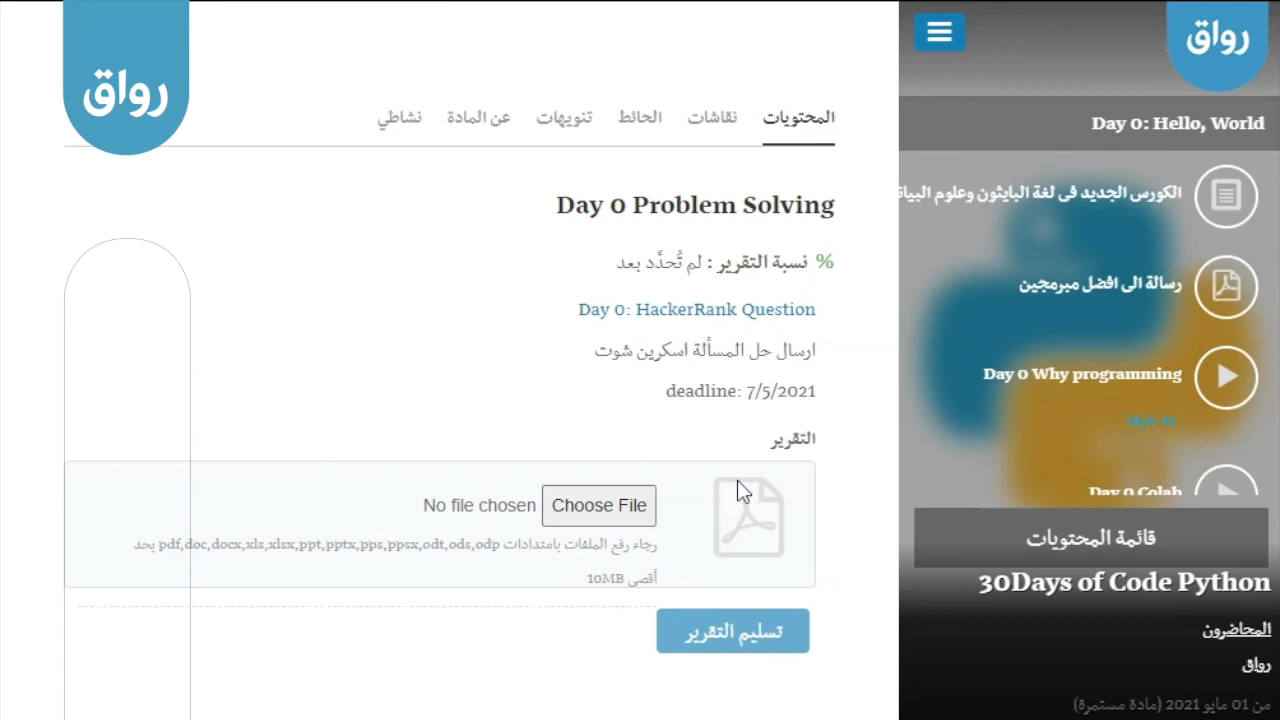 رواق
المحتويات
نقاشات
الحائط
تنويهات
عن المادة
نشاطي
Day 0 Problem Solving
% نسبة التقرير : لم تُحدَّد بعد
Day 0: HackerRank Question
ارسال حل المسألة اسكرين شوت
deadline: 7/5/2021
التقرير
Choose File No file chosen
رجاء رفع الملفات بامتدادات pdf,doc,docx,xls,xlsx,ppt,pptx,pps,ppsx,odt,ods,odp بحد
أقصى 10MB
تسليم التقرير
رواق
Day 0: Hello, World
الكورس الجديد فى لغة البايثون وعلوم
رسالة الى افضل مبرمجين
Day 0 Why programming
دقيقة
Day 0 Colab
قائمة المحتويات
30Days of Code Python
المحاضرون
رواق
من 01 مايو 2021 (مادة مستمرة)